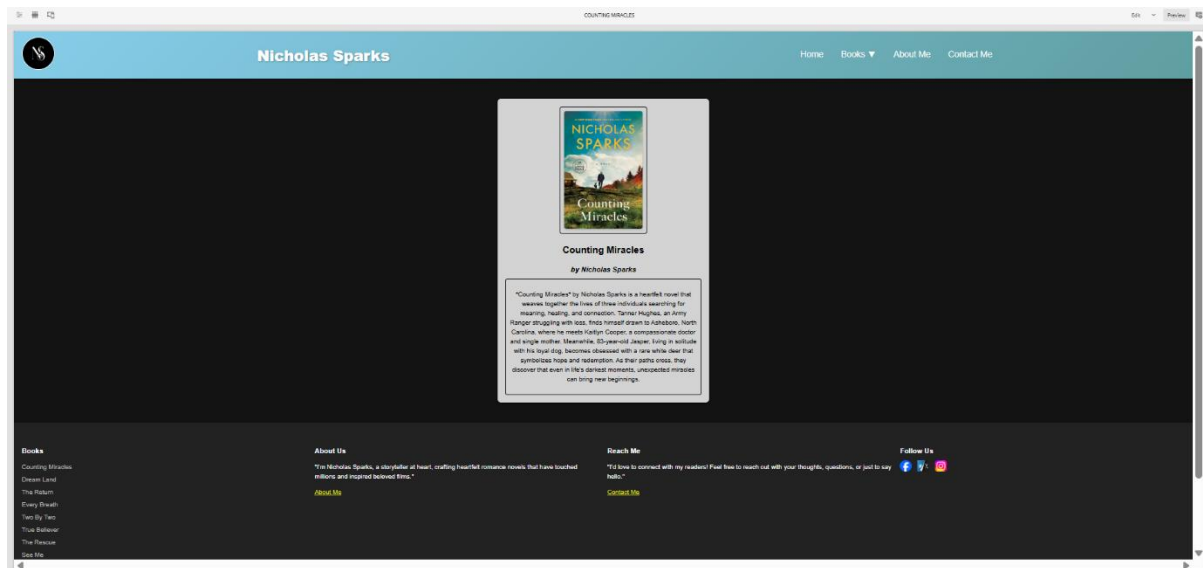 COUNTING MIRACLES
Edit
Preview
NS
Nicholas Sparks
Home Books ▼ About Me Contact Me
NICHOLAS
SPARKS
Counting
Miracles
Counting Miracles
by Nicholas Sparks
"Counting Miracles" by Nicholas Sparks is a heartfelt novel that
weaves together the lives of three individuals searching for
meaning, healing, and connection. Tanner Hughes, an Army
Ranger struggling with loss, finds himself drawn to Asheboro, North
Carolina, where he meets Kaitlyn Cooper, a compassionate doctor
and single mother. Meanwhile, 83-year-old Jasper, living in solitude
with his loyal dog, becomes obsessed with a rare white deer that
symbolizes hope and redemption. As their paths cross, they
discover that even in life's darkest moments, unexpected miracles
can bring new beginnings.
Books
Counting Miracles
Dream Land
The Return
Every Breath
Two By Two
True Believer
The Rescue
See Me
About Us
"I'm Nicholas Sparks, a storyteller at heart, crafting heartfelt romance novels that have touched
millions and inspired beloved films."
About Me
Reach Me
"I'd love to connect with my readers! Feel free to reach out with your thoughts, questions, or just to say
hello."
Contact Me
Follow Us